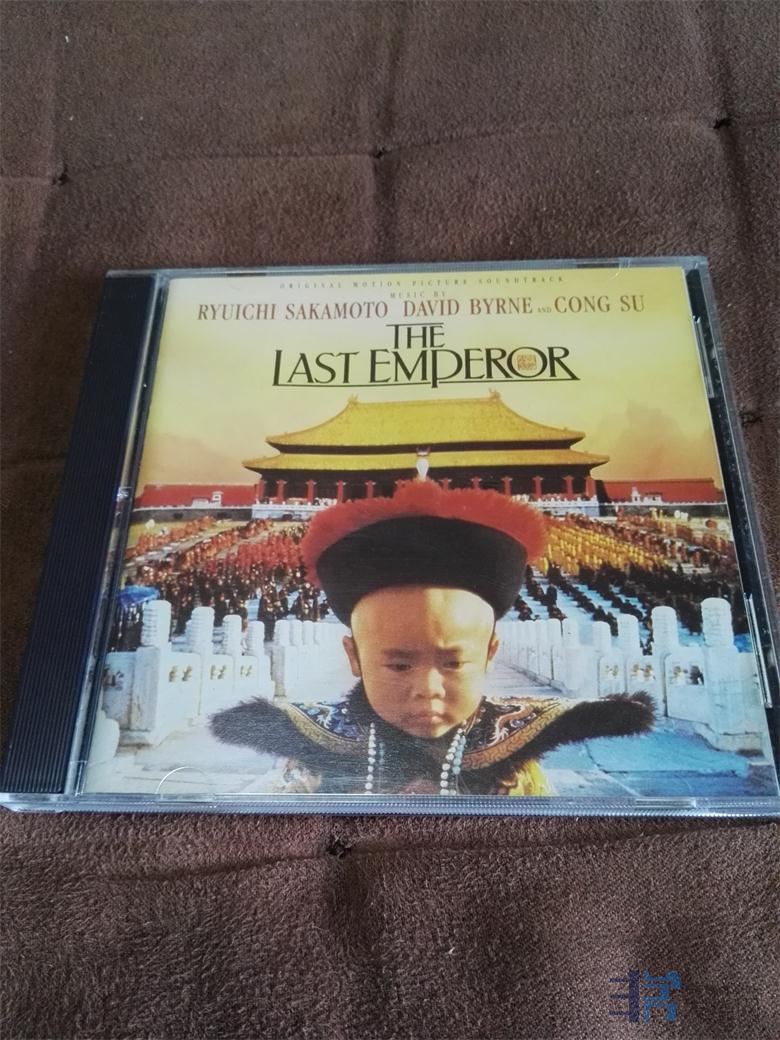 ORIGINAL MOTION PICTURE SOUNDTRACK
MUSIC BY
RYUICHI SAKAMOTO DAVID BYRNE AND CONG SU
THE
LAST EMPEROR